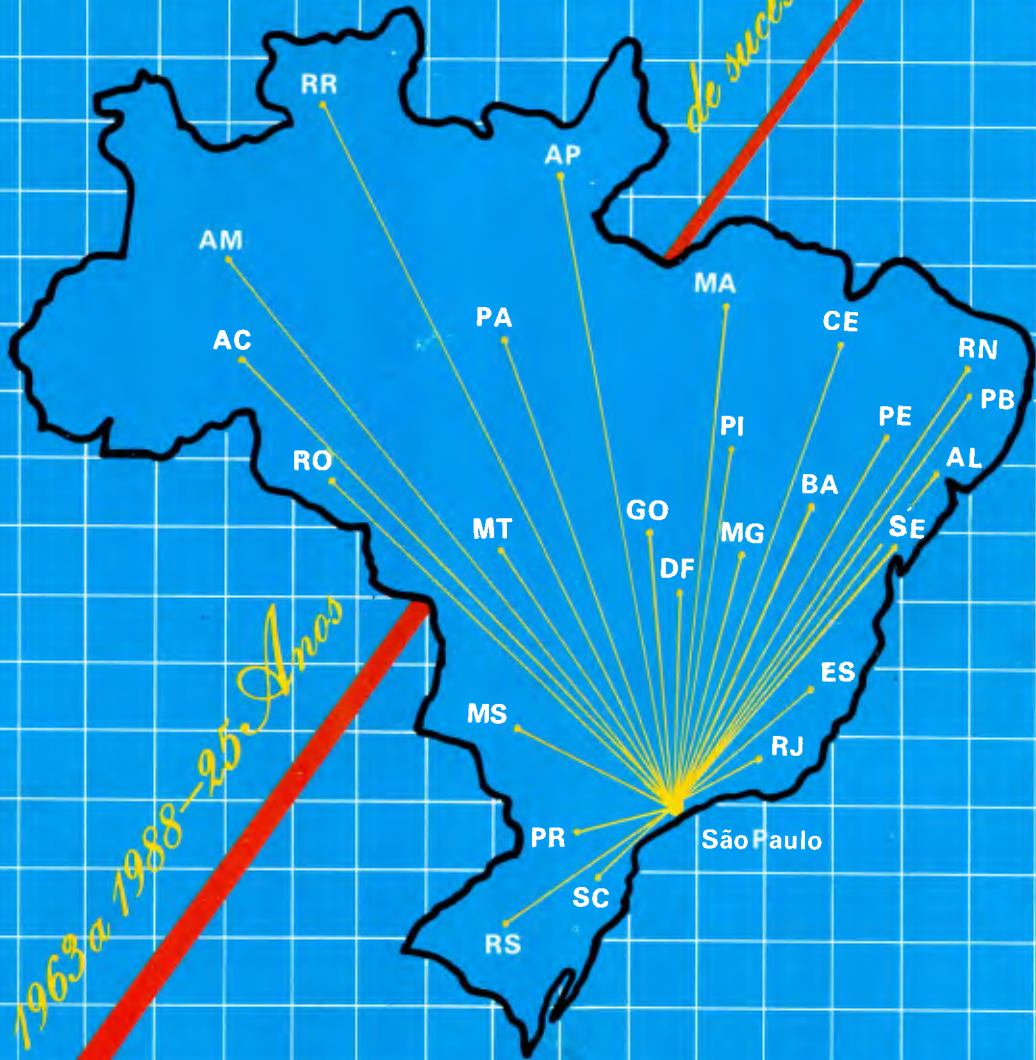 de suces
RR
AP
AM
MA
PA
CE
AC
RN
PB
PE
PI
AL
RO
BA
GO
SE
MT
MG
DF
ES
MS
RJ
PR
São Paulo
SC
RS
1963 a 1988-25 Anos